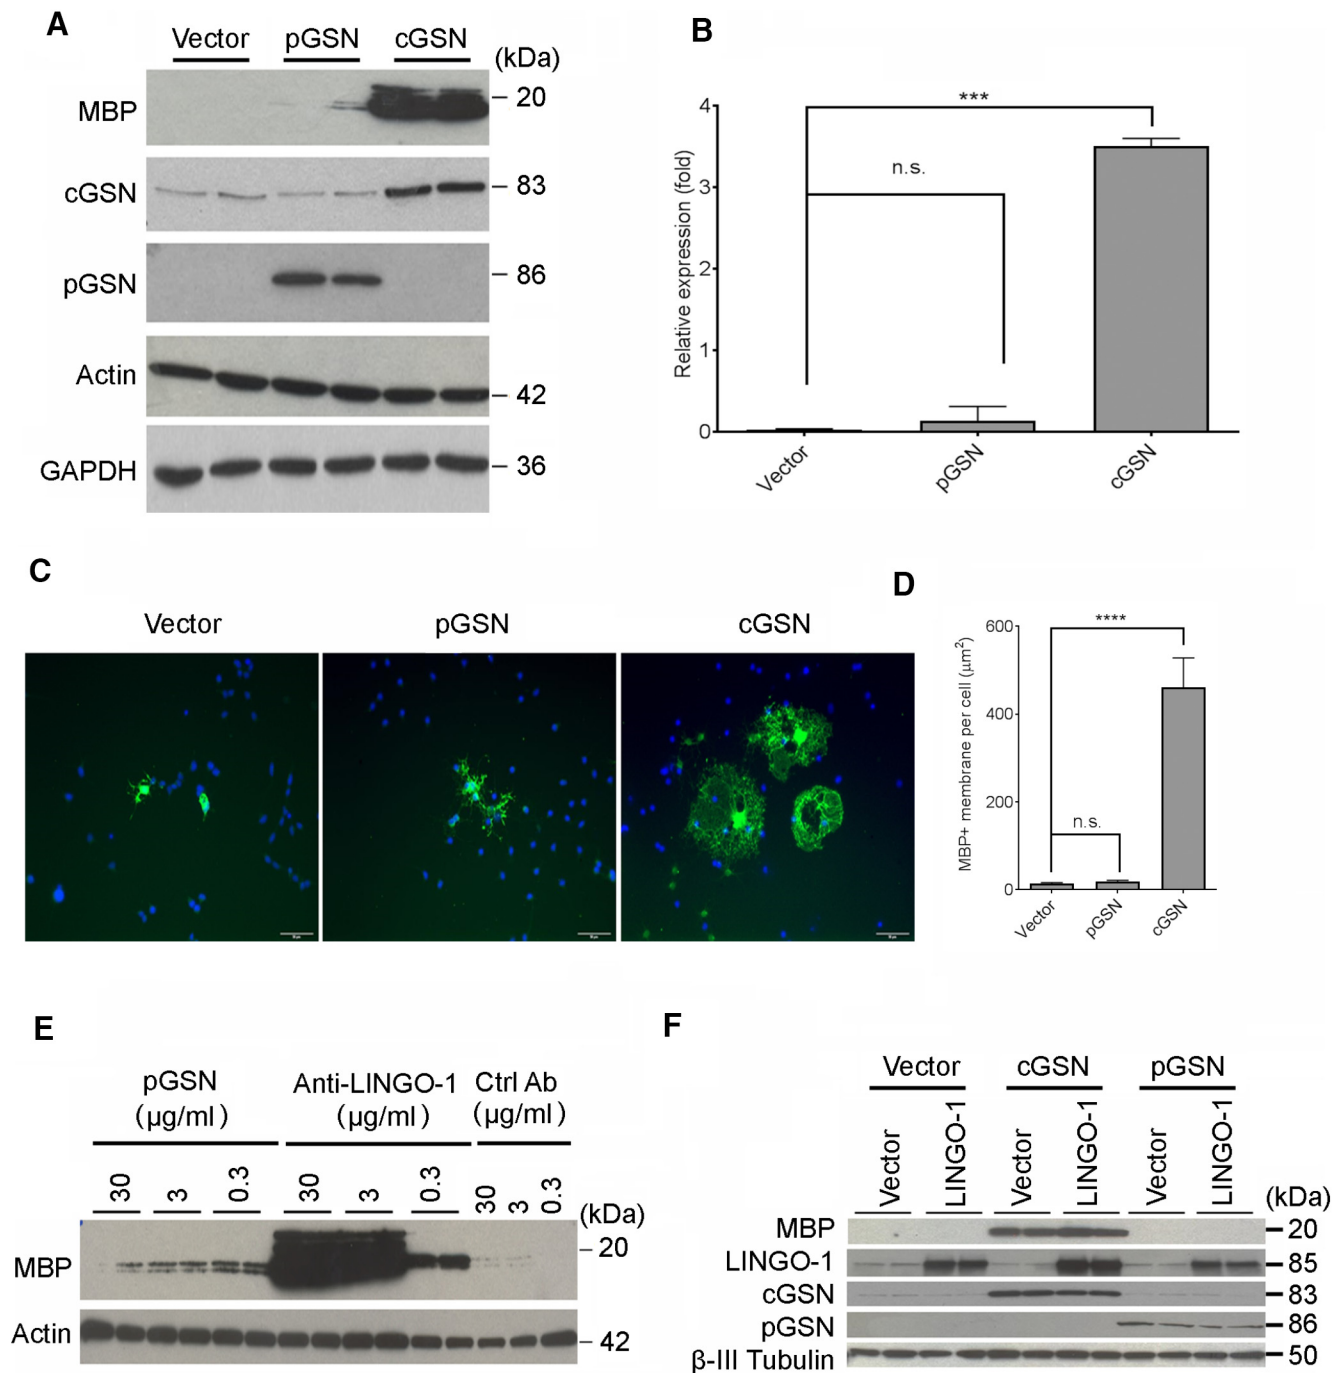 A
Vector pGSN cGSN
(kDa)
MBP
20
cGSN
83
pGSN
86
Actin
42
GAPDH
36
B
Relative expression (fold)
4
3
2
1
0
***
n.s.
Vector
pGSN
cGSN
C
Vector pGSN cGSN
D
MBP+ membrane per cell (µm²)
600
400
200
0
****
n.s.
Vector
pGSN
cGSN
E
pGSN Anti-LINGO-1 Ctrl Ab
(µg/ml) (µg/ml) (µg/ml)
30 3 0.3 30 3 0.3 30 3 0.3
(kDa)
MBP
20
Actin
42
F
Vector cGSN pGSN
Vector LINGO-1 Vector LINGO-1 Vector LINGO-1
(kDa)
MBP 20
LINGO-1 85
cGSN 83
pGSN 86
β-III Tubulin 50